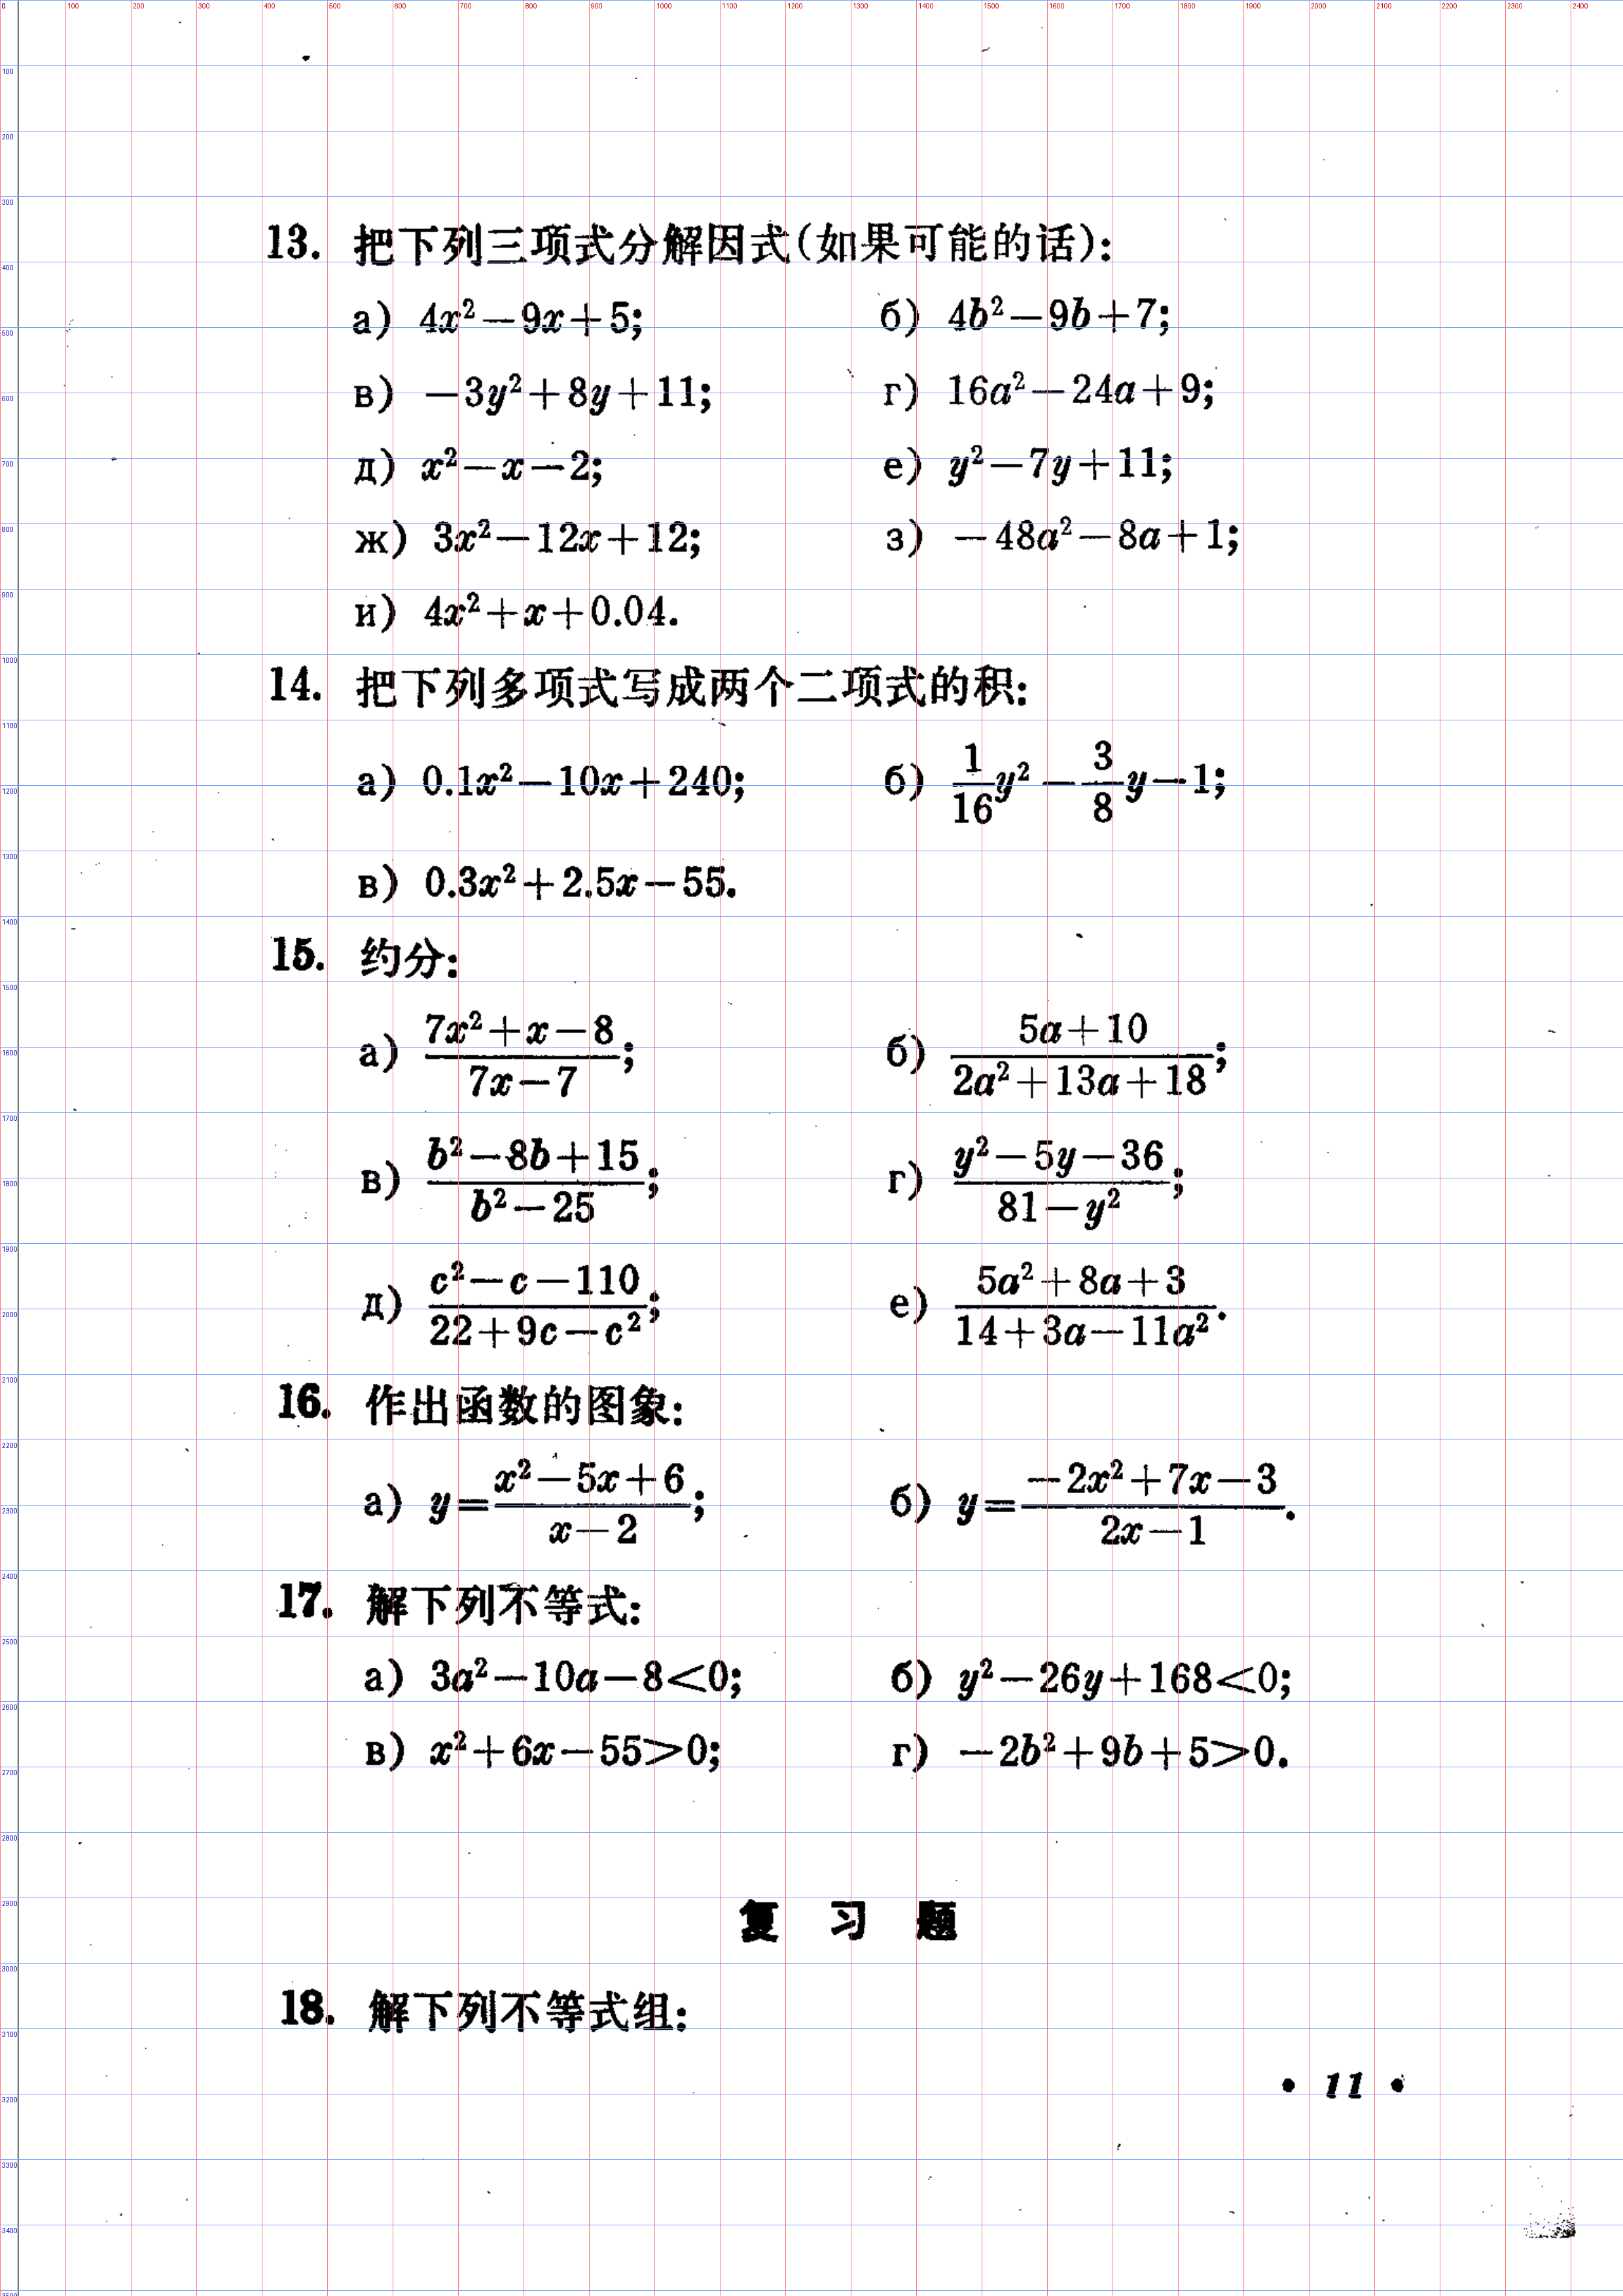 13. 把下列三项式分解因式(如果可能的话):
а) 4x²－9x＋5; б) 4b²－9b＋7;
в) －3y²＋8y＋11; г) 16a²－24a＋9;
д) x²－x－2; е) y²－7y＋11;
ж) 3x²－12x＋12; з) －48a²－8a＋1;
и) 4x²＋x＋0.04.
14. 把下列多项式写成两个二项式的积:
а) 0.1x²－10x＋240; б) 1/16 y²－3/8 y－1;
в) 0.3x²＋2.5x－55.
15. 约分:
а) (7x²＋x－8)/(7x－7); б) (5a＋10)/(2a²＋13a＋18);
в) (b²－8b＋15)/(b²－25); г) (y²－5y－36)/(81－y²);
д) (c²－c－110)/(22＋9c－c²); е) (5a²＋8a＋3)/(14＋3a－11a²).
16. 作出函数的图象:
а) y＝(x²－5x＋6)/(x－2); б) y＝(－2x²＋7x－3)/(2x－1).
17. 解下列不等式:
а) 3a²－10a－8<0; б) y²－26y＋168<0;
в) x²＋6x－55>0; г) －2b²＋9b＋5>0.
复 习 题
18. 解下列不等式组:
• 11 •